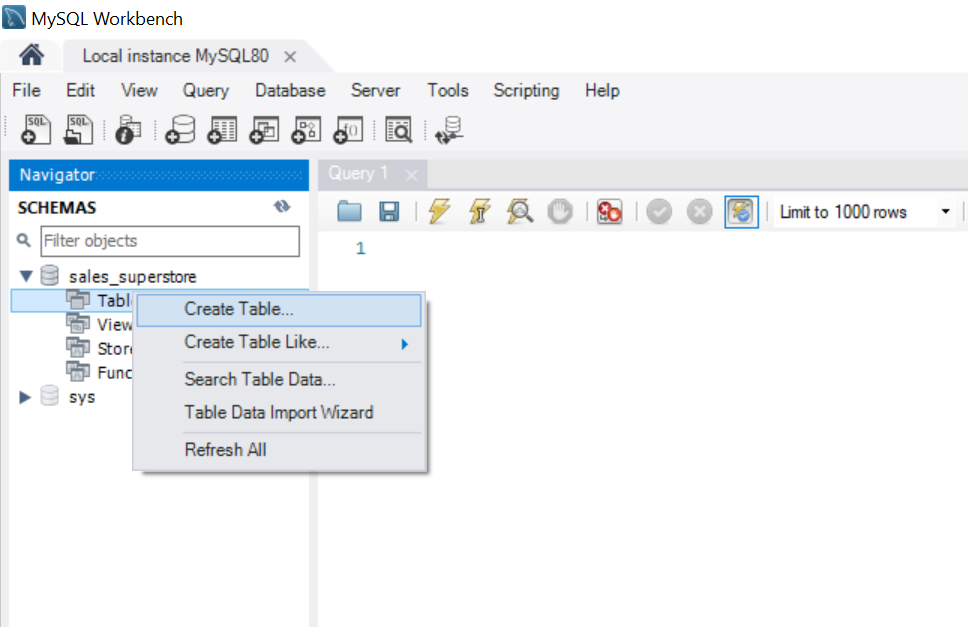 MySQL Workbench
Local instance MySQL80
File Edit View Query Database Server Tools Scripting Help
SQL SQL
Navigator
Query 1
SCHEMAS
Limit to 1000 rows
Filter objects
1
sales_superstore
Tabl
Create Table...
View
Create Table Like...
Stor
Func
Search Table Data...
sys
Table Data Import Wizard
Refresh All